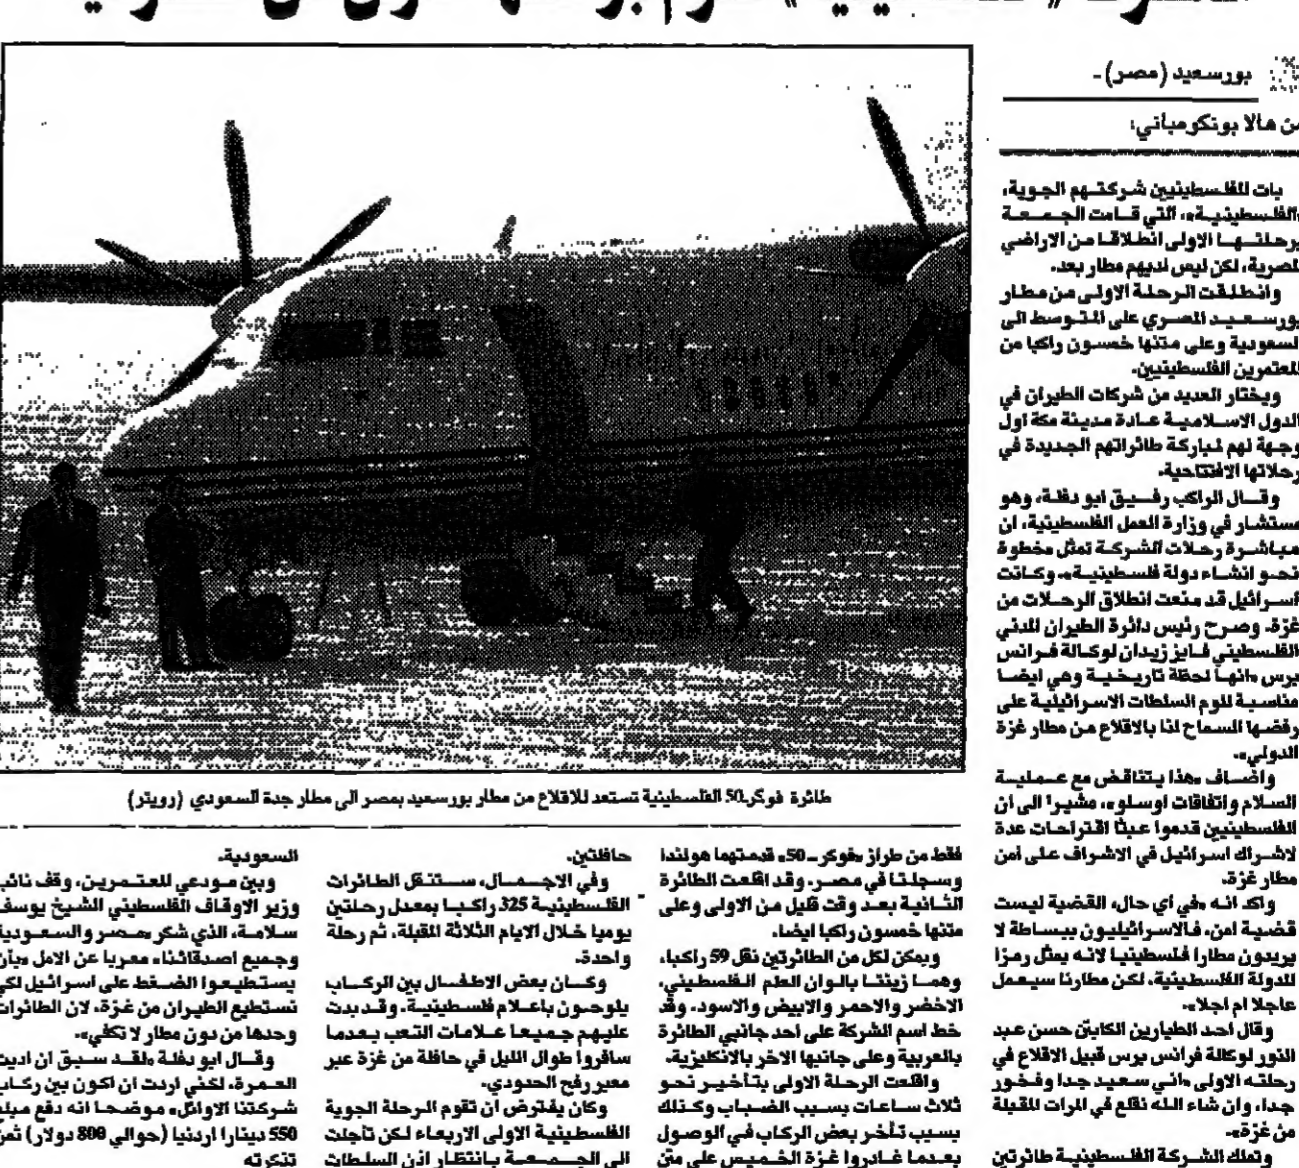 بورسعيد (مصر) -
من هالا بونكومباني:
بات للفلسطينيين شركتهم الجوية،
«الفلسطينية»، التي قامت الجمعة
برحلتها الاولى انطلاقا من الاراضي
المصرية، لكن ليس لديهم مطار بعد.
وانطلقت الرحلة الاولى من مطار
بورسعيد المصري على المتوسط الى
السعودية وعلى متنها خمسون راكبا من
المعتمرين الفلسطينيين.
ويختار العديد من شركات الطيران في
الدول الاسلامية عادة مدينة مكة اول
وجهة لهم لمباركة طائراتهم الجديدة في
رحلاتها الافتتاحية.
وقال الراكب رفيق ابو دفلة، وهو
مستشار في وزارة العمل الفلسطينية، ان
مباشرة رحلات الشركة تمثل «خطوة
نحو انشاء دولة فلسطينية». وكانت
اسرائيل قد منعت انطلاق الرحلات من
غزة. وصرح رئيس دائرة الطيران المدني
الفلسطيني فايز زيدان لوكالة فرانس
برس «انها لحظة تاريخية وهي ايضا
مناسبة للوم السلطات الاسرائيلية على
رفضها السماح لنا بالاقلاع من مطار غزة
الدولي».
واضاف «هذا يتناقض مع عملية
السلام واتفاقات اوسلو»، مشيرا الى ان
الفلسطينيين قدموا عبثا اقتراحات عدة
لاشراك اسرائيل في الاشراف على امن
مطار غزة.
واكد انه «في اي حال، القضية ليست
قضية امن، فالاسرائيليون ببساطة لا
يريدون مطارا فلسطينيا لانه يمثل رمزا
للدولة الفلسطينية، لكن مطارنا سيعمل
عاجلا ام اجلا».
وقال احد الطيارين الكابتن حسن عبد
النور لوكالة فرانس برس قبيل الاقلاع في
رحلته الاولى «اني سعيد جدا وفخور
جدا، وان شاء الله نقلع في المرات المقبلة
من غزة».
وتملك الشركة الفلسطينية طائرتين
طائرة فوكر-50 الفلسطينية تستعد للاقلاع من مطار بورسعيد بمصر الى مطار جدة السعودي (رويتر)
فقط من طراز «فوكر - 50» قدمتهما هولندا
وسجلتا في مصر. وقد اقلعت الطائرة
الثانية بعد وقت قليل من الاولى وعلى
متنها خمسون راكبا ايضا.
ويمكن لكل من الطائرتين نقل 59 راكبا،
وهما زينتا بالوان العلم الفلسطيني،
الاخضر والاحمر والابيض والاسود. وقد
خط اسم الشركة على احد جانبي الطائرة
بالعربية وعلى جانبها الاخر بالانكليزية.
واقلعت الرحلة الاولى بتأخير نحو
ثلاث ساعات بسبب الضباب وكذلك
بسبب تأخر بعض الركاب في الوصول
بعدما غادروا غزة الخميس على متن
حافلتين.
وفي الاجمال، ستنقل الطائرات
الفلسطينية 325 راكبا بمعدل رحلتين
يوميا خلال الايام الثلاثة المقبلة، ثم رحلة
واحدة.
وكان بعض الاطفال بين الركاب
يلوحون باعلام فلسطينية. وقد بدت
عليهم جميعا علامات التعب بعدما
سافروا طوال الليل في حافلة من غزة عبر
معبر رفح الحدودي.
وكان يفترض ان تقوم الرحلة الجوية
الفلسطينية الاولى الاربعاء لكن تأجلت
الى الجمعة بانتظار اذن السلطات
السعودية.
وبين مودعي المعتمرين، وقف نائب
وزير الاوقاف الفلسطيني الشيخ يوسف
سلامة، الذي شكر «مصر والسعودية
وجميع اصدقائنا» معربا عن الامل «بأن
يستطيعوا الضغط على اسرائيل لكي
نستطيع الطيران من غزة، لان الطائرات
وحدها من دون مطار لا تكفي».
وقال ابو دفلة «لقد سبق ان اديت
العمرة، لكني اردت ان اكون بين ركاب
شركتنا الاوائل» موضحا انه دفع مبلغ
550 دينارا اردنيا (حوالي 800 دولار) ثمن
تذكرته